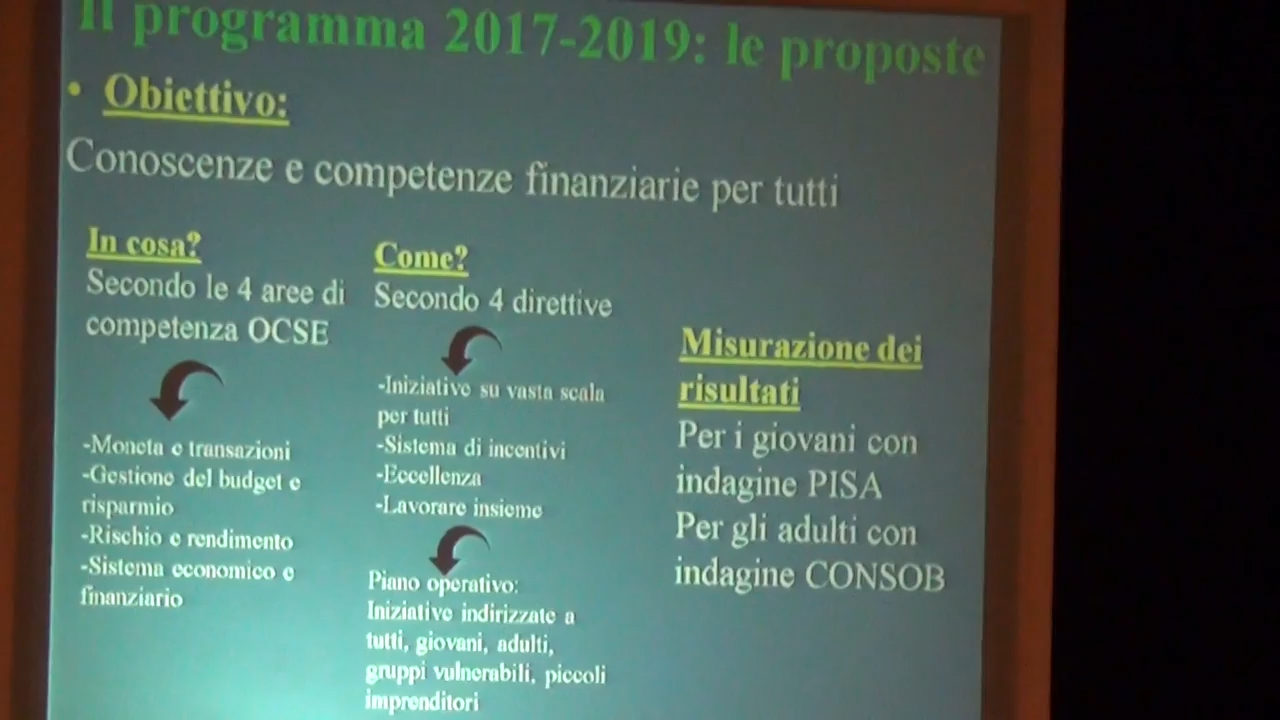 Il programma 2017-2019: le proposte
• Obiettivo:
Conoscenze e competenze finanziarie per tutti
In cosa?
Secondo le 4 aree di
competenza OCSE
-Moneta e transazioni
-Gestione del budget e
risparmio
-Rischio e rendimento
-Sistema economico e
finanziario
Come?
Secondo 4 direttive
-Iniziative su vasta scala
per tutti
-Sistema di incentivi
-Eccellenza
-Lavorare insieme
Piano operativo:
Iniziative indirizzate a
tutti, giovani, adulti,
gruppi vulnerabili, piccoli
imprenditori
Misurazione dei
risultati
Per i giovani con
indagine PISA
Per gli adulti con
indagine CONSOB